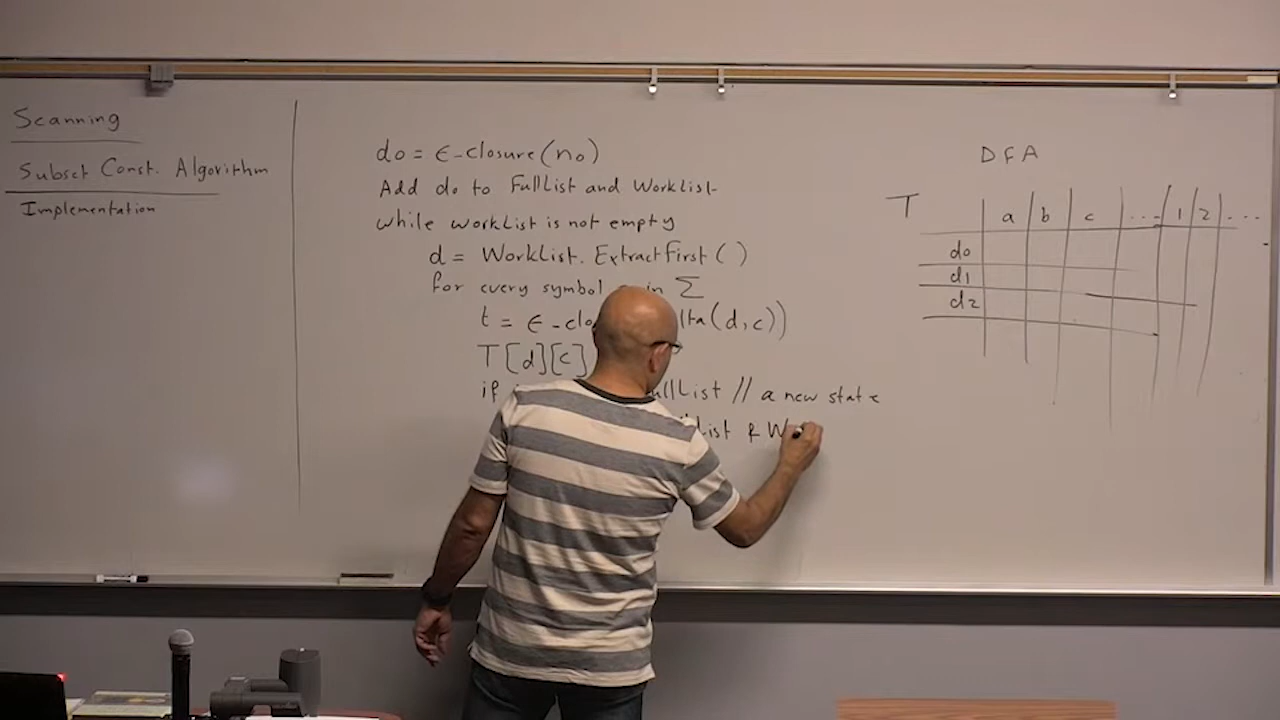 Scanning
Subset Const. Algorithm
Implementation
d0 = ϵ-closure(n0)
Add d0 to FullList and WorkList
while workList is not empty
d = WorkList.ExtractFirst( )
for every symbol in Σ
t = ϵ-clo lta(d,c))
T[d][c]
if llList // a new state
List & W
DFA
T
a b c ... 1 2 ...
d0
d1
d2